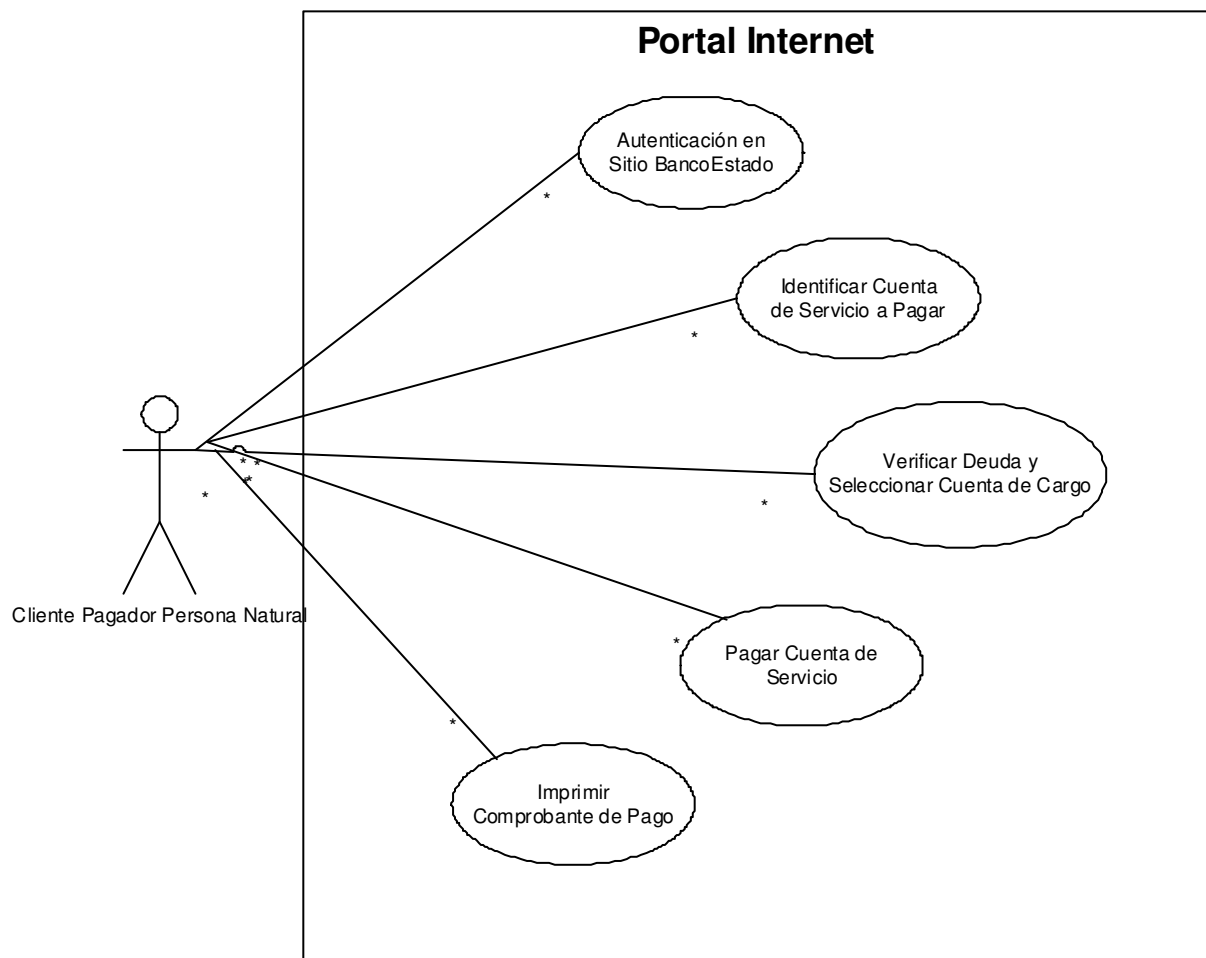 Portal Internet
Autenticación en
Sitio BancoEstado
*
Identificar Cuenta
de Servicio a Pagar
*
Verificar Deuda y
Seleccionar Cuenta de Cargo
*
*
*
*
*
*
Cliente Pagador Persona Natural
Pagar Cuenta de
Servicio
*
Imprimir
Comprobante de Pago
*